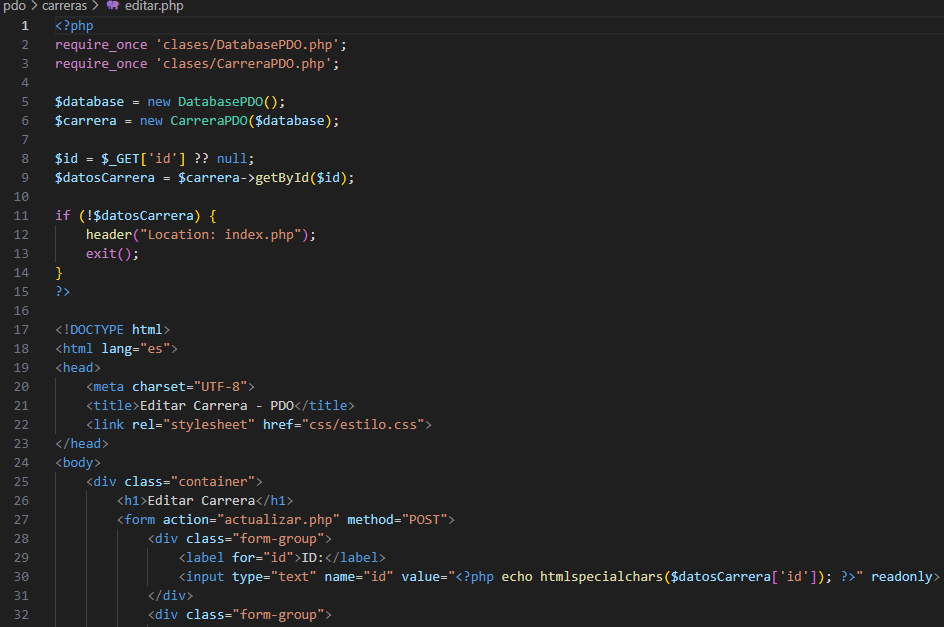 pdo > carreras > editar.php
1 <?php
2 require_once 'clases/DatabasePDO.php';
3 require_once 'clases/CarreraPDO.php';
4
5 $database = new DatabasePDO();
6 $carrera = new CarreraPDO($database);
7
8 $id = $_GET['id'] ?? null;
9 $datosCarrera = $carrera->getById($id);
10
11 if (!$datosCarrera) {
12     header("Location: index.php");
13     exit();
14 }
15 ?>
16
17 <!DOCTYPE html>
18 <html lang="es">
19 <head>
20     <meta charset="UTF-8">
21     <title>Editar Carrera - PDO</title>
22     <link rel="stylesheet" href="css/estilo.css">
23 </head>
24 <body>
25     <div class="container">
26         <h1>Editar Carrera</h1>
27         <form action="actualizar.php" method="POST">
28             <div class="form-group">
29                 <label for="id">ID:</label>
30                 <input type="text" name="id" value="<?php echo htmlspecialchars($datosCarrera['id']); ?>" readonly>
31             </div>
32             <div class="form-group">